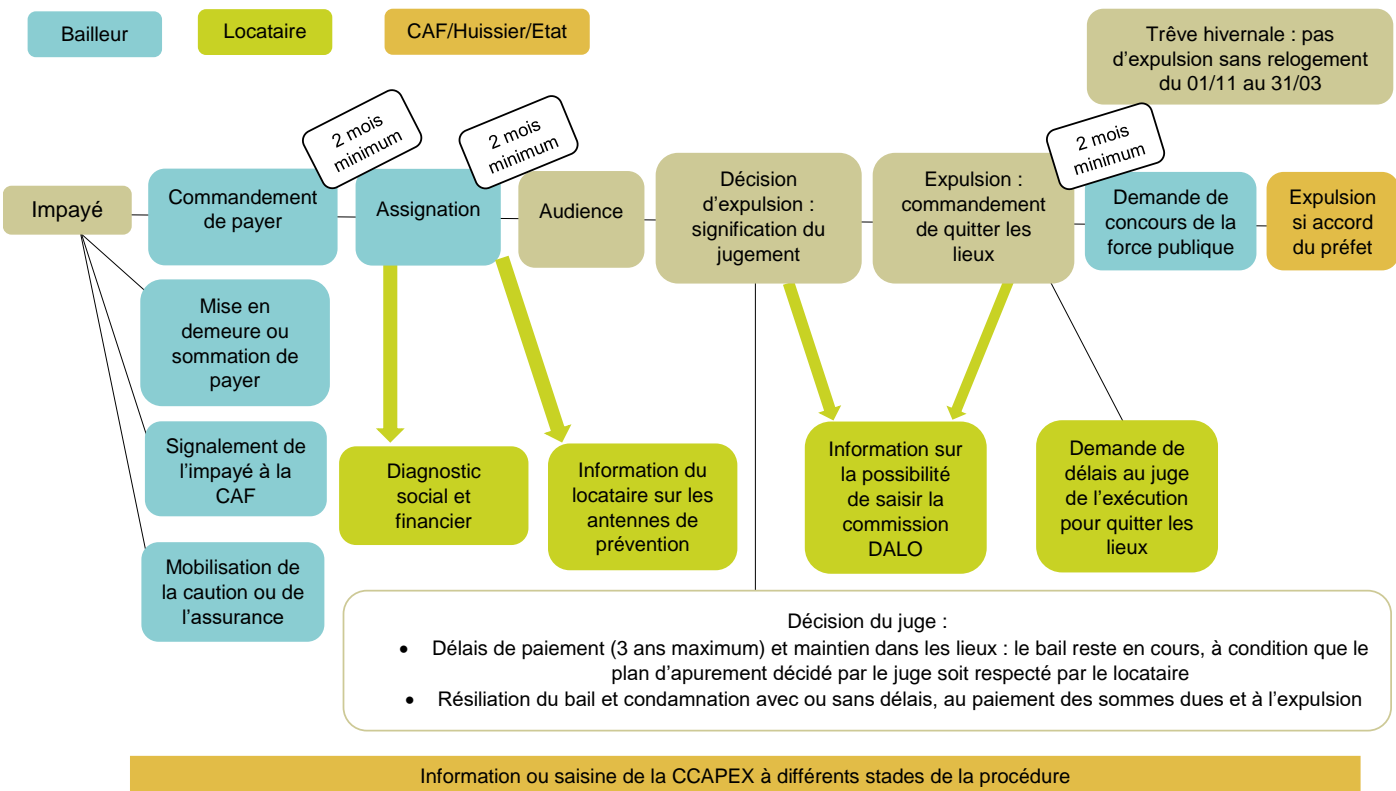 Bailleur
Locataire
CAF/Huissier/Etat
Trêve hivernale : pas
d’expulsion sans relogement
du 01/11 au 31/03
2 mois
minimum
2 mois
minimum
2 mois
minimum
Impayé
Commandement
de payer
Assignation
Audience
Décision
d’expulsion :
signification du
jugement
Expulsion :
commandement
de quitter les
lieux
Demande de
concours de la
force publique
Expulsion
si accord
du préfet
Mise en
demeure ou
sommation de
payer
Signalement de
l’impayé à la
CAF
Mobilisation de
la caution ou de
l’assurance
Diagnostic
social et
financier
Information du
locataire sur les
antennes de
prévention
Information sur
la possibilité
de saisir la
commission
DALO
Demande de
délais au juge
de l’exécution
pour quitter les
lieux
Décision du juge :
• Délais de paiement (3 ans maximum) et maintien dans les lieux : le bail reste en cours, à condition que le
plan d’apurement décidé par le juge soit respecté par le locataire
• Résiliation du bail et condamnation avec ou sans délais, au paiement des sommes dues et à l’expulsion
Information ou saisine de la CCAPEX à différents stades de la procédure